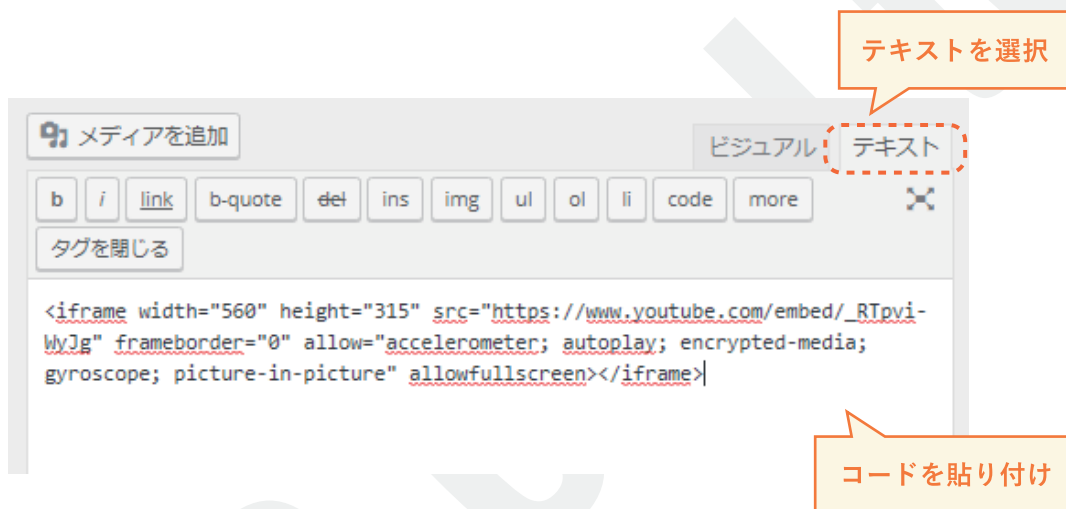 テキストを選択
メディアを追加
ビジュアル テキスト
b i link b-quote del ins img ul ol li code more
タグを閉じる
<iframe width="560" height="315" src="https://www.youtube.com/embed/_RTpvi-
WyJg" frameborder="0" allow="accelerometer; autoplay; encrypted-media;
gyroscope; picture-in-picture" allowfullscreen></iframe>
コードを貼り付け